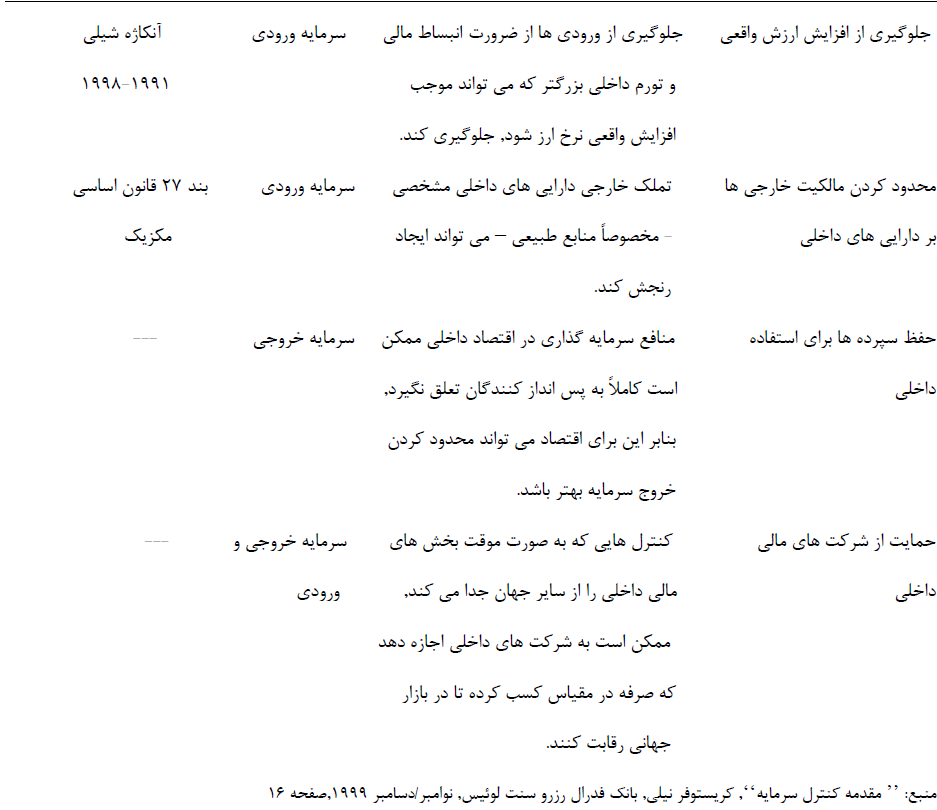 جلوگیری از افزایش ارزش واقعی جلوگیری از ورودی ها از ضرورت انبساط مالی سرمایه ورودی آنکاژه شیلی
و تورم داخلی بزرگتر که می تواند موجب ۱۹۹۱-۱۹۹۸
افزایش واقعی نرخ ارز شود, جلوگیری کند.
محدود کردن مالکیت خارجی ها تملک خارجی دارایی های داخلی مشخصی سرمایه ورودی بند ۲۷ قانون اساسی
بر دارایی های داخلی - مخصوصاً منابع طبیعی – می تواند ایجاد مکزیک
رنجش کند.
حفظ سپرده ها برای استفاده منافع سرمایه گذاری در اقتصاد داخلی ممکن سرمایه خروجی ---
داخلی است کاملاً به پس انداز کنندگان تعلق نگیرد,
بنابر این برای اقتصاد می تواند محدود کردن
خروج سرمایه بهتر باشد.
حمایت از شرکت های مالی کنترل هایی که به صورت موقت بخش های سرمایه خروجی و ---
داخلی مالی داخلی را از سایر جهان جدا می کند, ورودی
ممکن است به شرکت های داخلی اجازه دهد
که صرفه در مقیاس کسب کرده تا در بازار
جهانی رقابت کنند.
منبع: ’’ مقدمه کنترل سرمایه‘‘, کریستوفر نیلی, بانک فدرال رزرو سنت لوئیس, نوامبر/دسامبر ۱۹۹۹,صفحه ۱۶